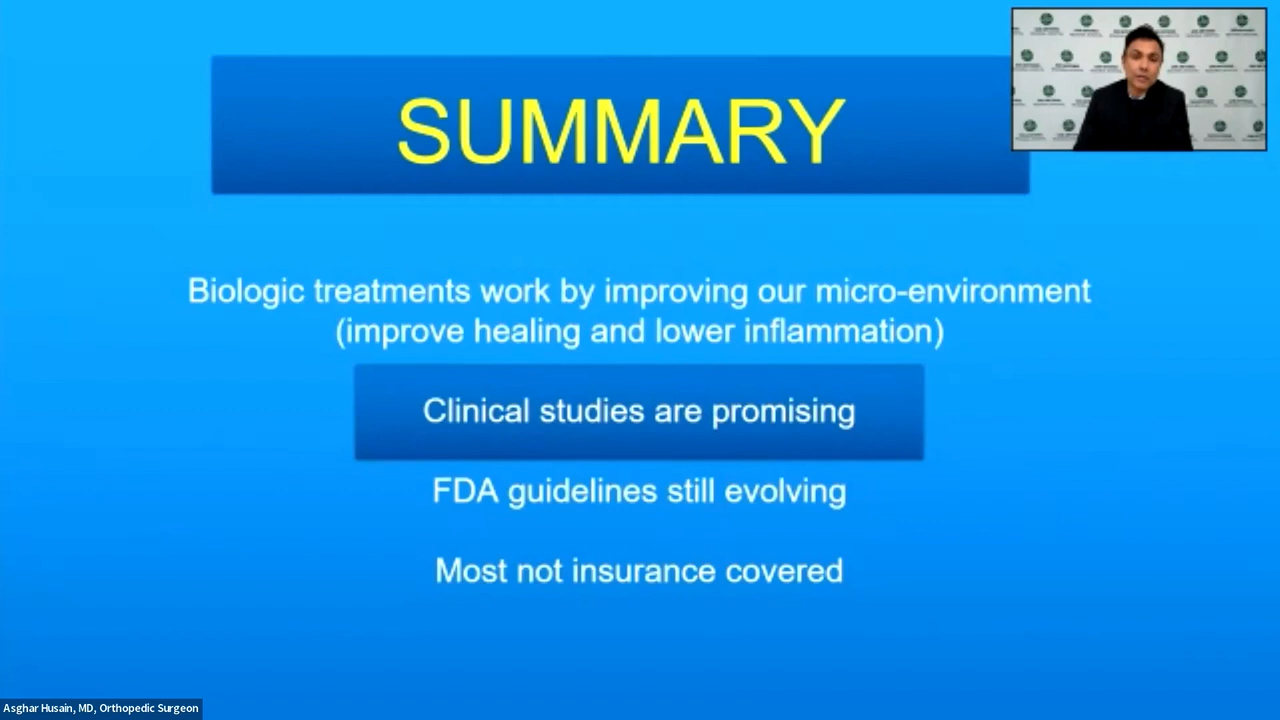 SUMMARY
Biologic treatments work by improving our micro-environment
(improve healing and lower inflammation)
Clinical studies are promising
FDA guidelines still evolving
Most not insurance covered
Asghar Husain, MD, Orthopedic Surgeon